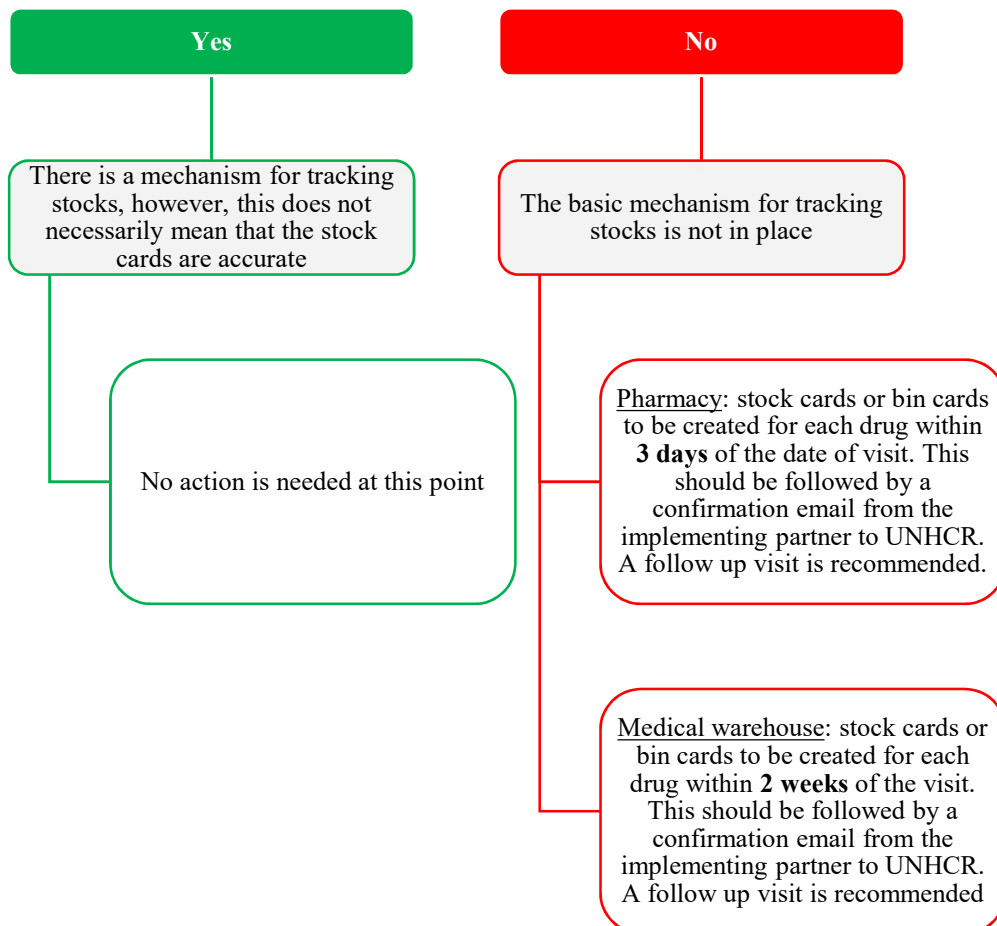 Yes
No
There is a mechanism for tracking
stocks, however, this does not
necessarily mean that the stock
cards are accurate
The basic mechanism for tracking
stocks is not in place
No action is needed at this point
Pharmacy: stock cards or bin cards
to be created for each drug within
3 days of the date of visit. This
should be followed by a
confirmation email from the
implementing partner to UNHCR.
A follow up visit is recommended.
Medical warehouse: stock cards or
bin cards to be created for each
drug within 2 weeks of the visit.
This should be followed by a
confirmation email from the
implementing partner to UNHCR.
A follow up visit is recommended